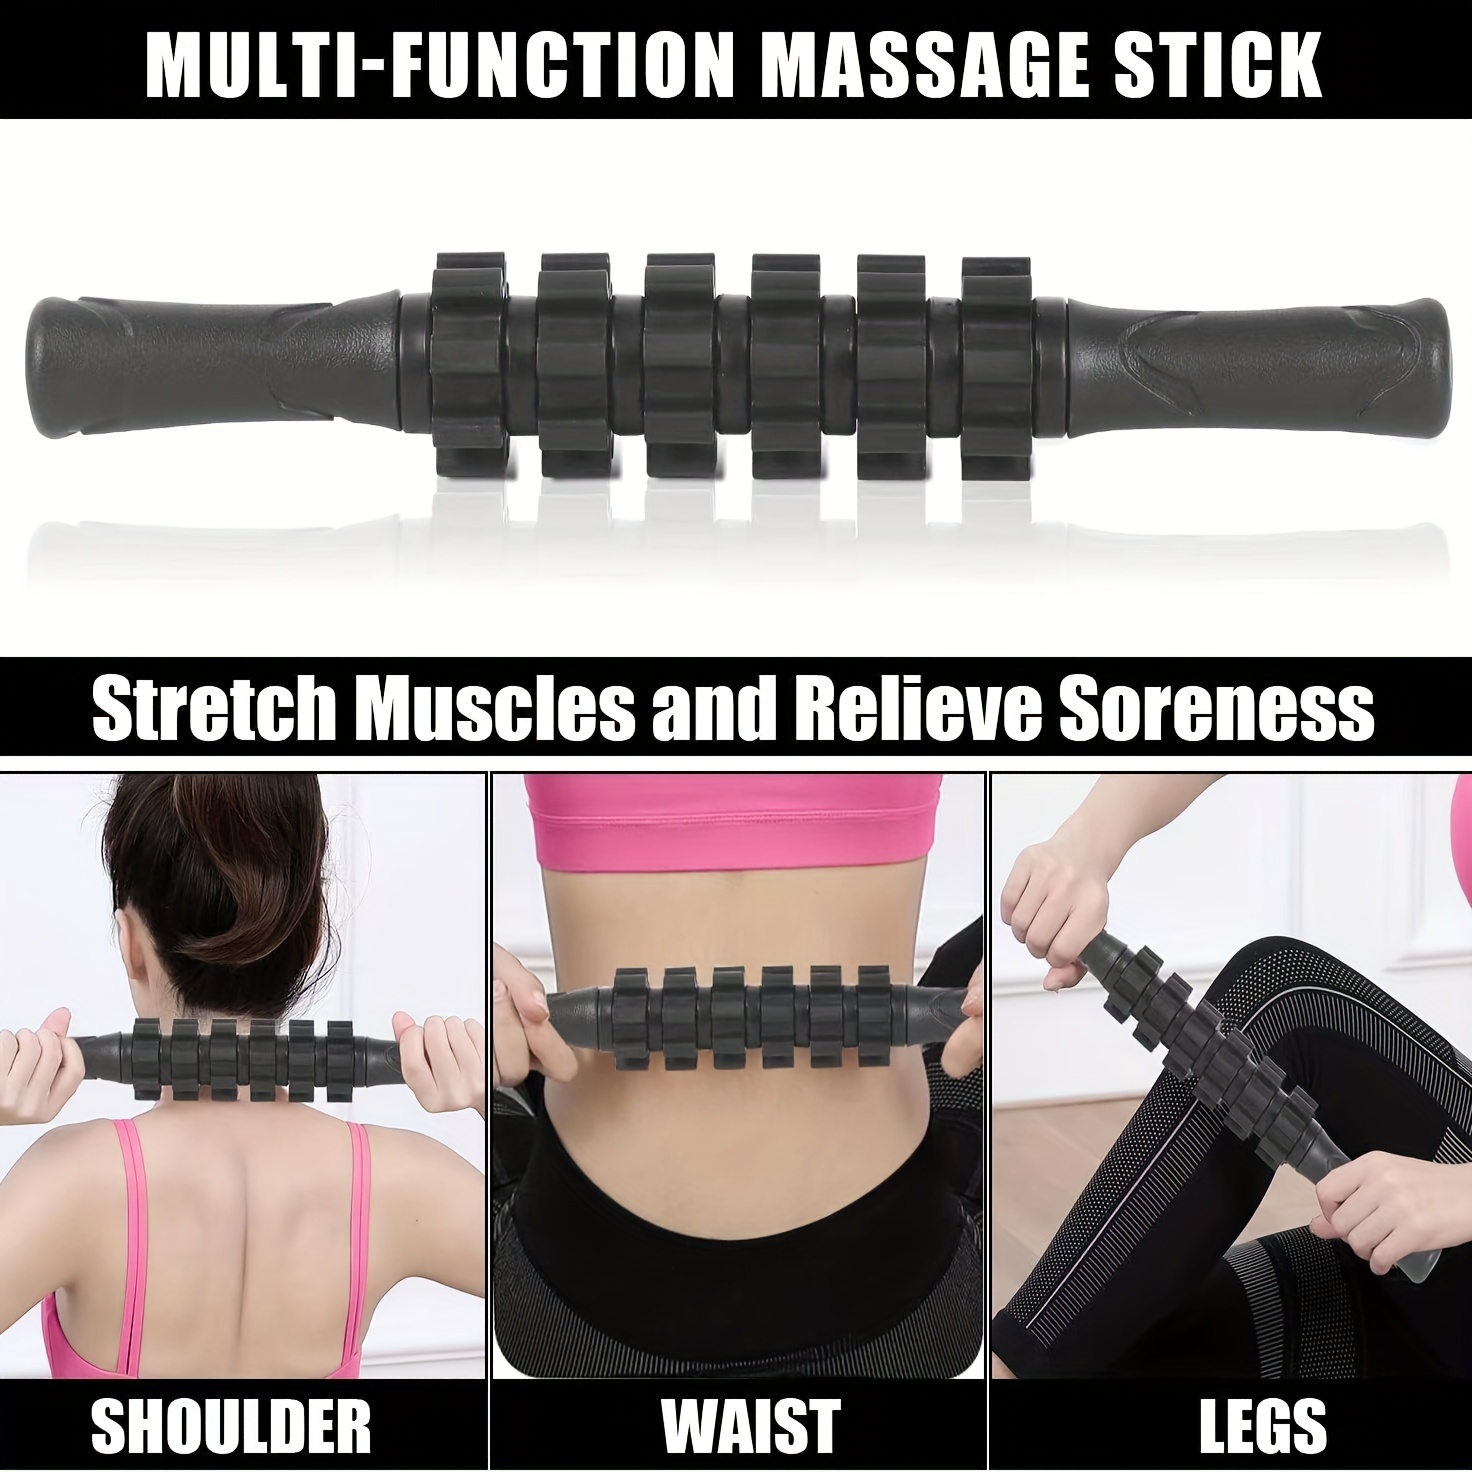 MULTI-FUNCTION MASSAGE STICK
Stretch Muscles and Relieve Soreness
SHOULDER
WAIST
LEGS